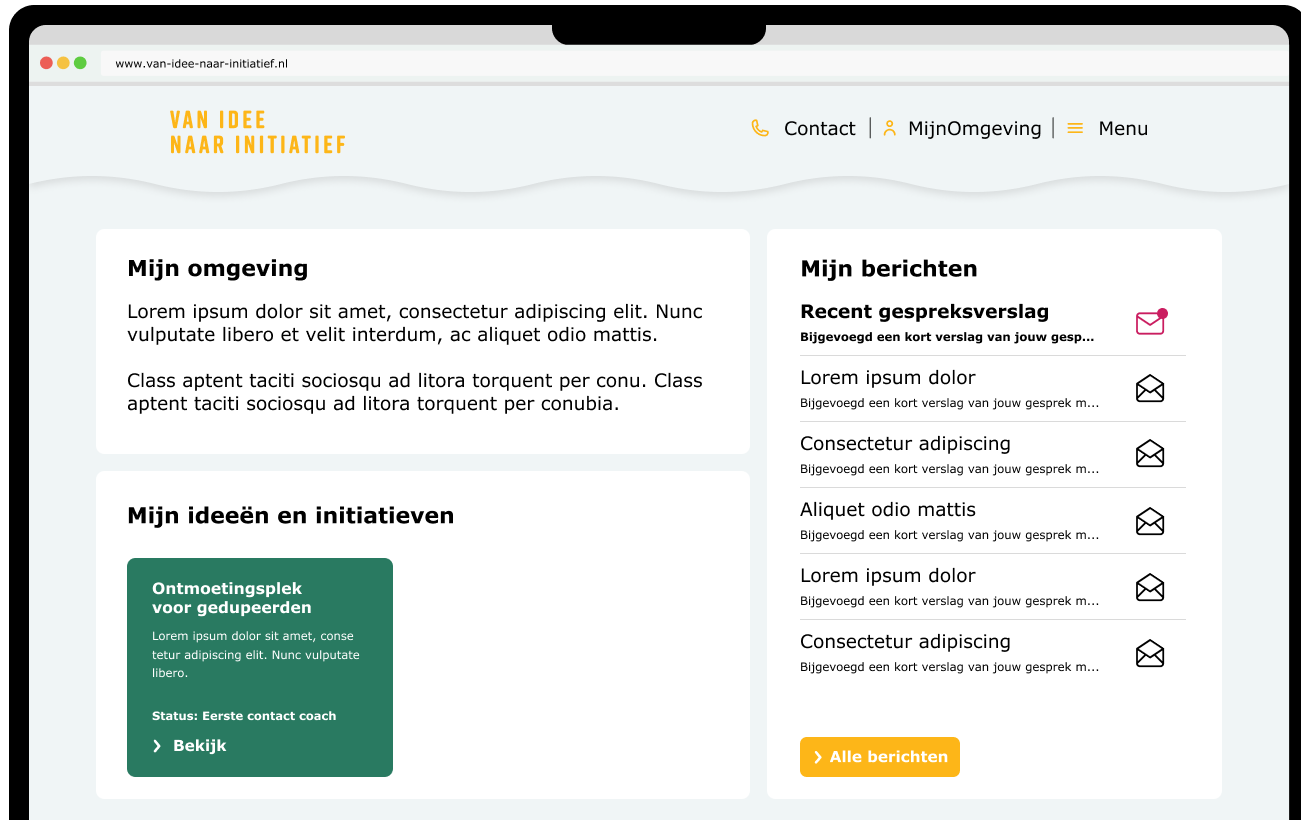 www.van-idee-naar-initiatief.nl
VAN IDEE
NAAR INITIATIEF
Contact
MijnOmgeving
Menu
Mijn omgeving
Lorem ipsum dolor sit amet, consectetur adipiscing elit. Nunc
vulputate libero et velit interdum, ac aliquet odio mattis.
Class aptent taciti sociosqu ad litora torquent per conu. Class
aptent taciti sociosqu ad litora torquent per conubia.
Mijn ideeën en initiatieven
Ontmoetingsplek
voor gedupeerden
Lorem ipsum dolor sit amet, conse
tetur adipiscing elit. Nunc vulputate
libero.
Status: Eerste contact coach
Bekijk
Mijn berichten
Recent gespreksverslag
Bijgevoegd een kort verslag van jouw gesp...
Lorem ipsum dolor
Bijgevoegd een kort verslag van jouw gesprek m...
Consectetur adipiscing
Bijgevoegd een kort verslag van jouw gesprek m...
Aliquet odio mattis
Bijgevoegd een kort verslag van jouw gesprek m...
Lorem ipsum dolor
Bijgevoegd een kort verslag van jouw gesprek m...
Consectetur adipiscing
Bijgevoegd een kort verslag van jouw gesprek m...
Alle berichten